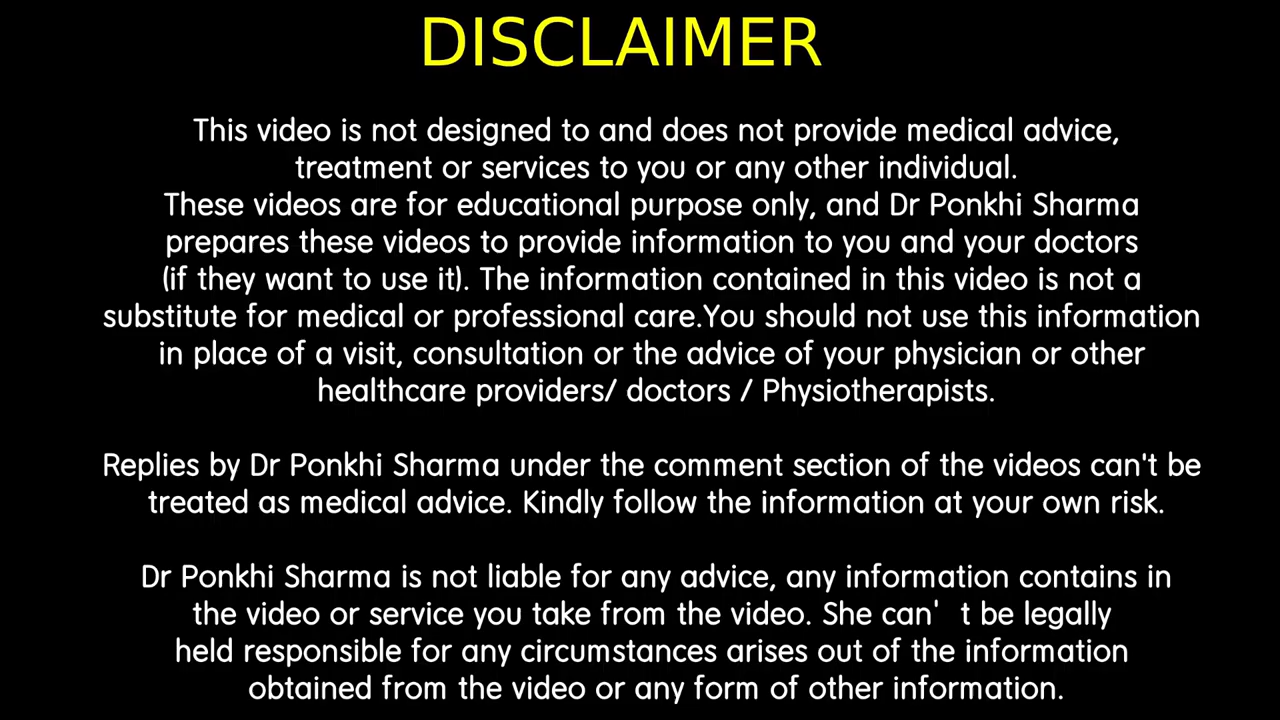 DISCLAIMER
This video is not designed to and does not provide medical advice,
treatment or services to you or any other individual.
These videos are for educational purpose only, and Dr Ponkhi Sharma
prepares these videos to provide information to you and your doctors
(if they want to use it). The information contained in this video is not a
substitute for medical or professional care.You should not use this information
in place of a visit, consultation or the advice of your physician or other
healthcare providers/ doctors / Physiotherapists.
Replies by Dr Ponkhi Sharma under the comment section of the videos can't be
treated as medical advice. Kindly follow the information at your own risk.
Dr Ponkhi Sharma is not liable for any advice, any information contains in
the video or service you take from the video. She can' t be legally
held responsible for any circumstances arises out of the information
obtained from the video or any form of other information.